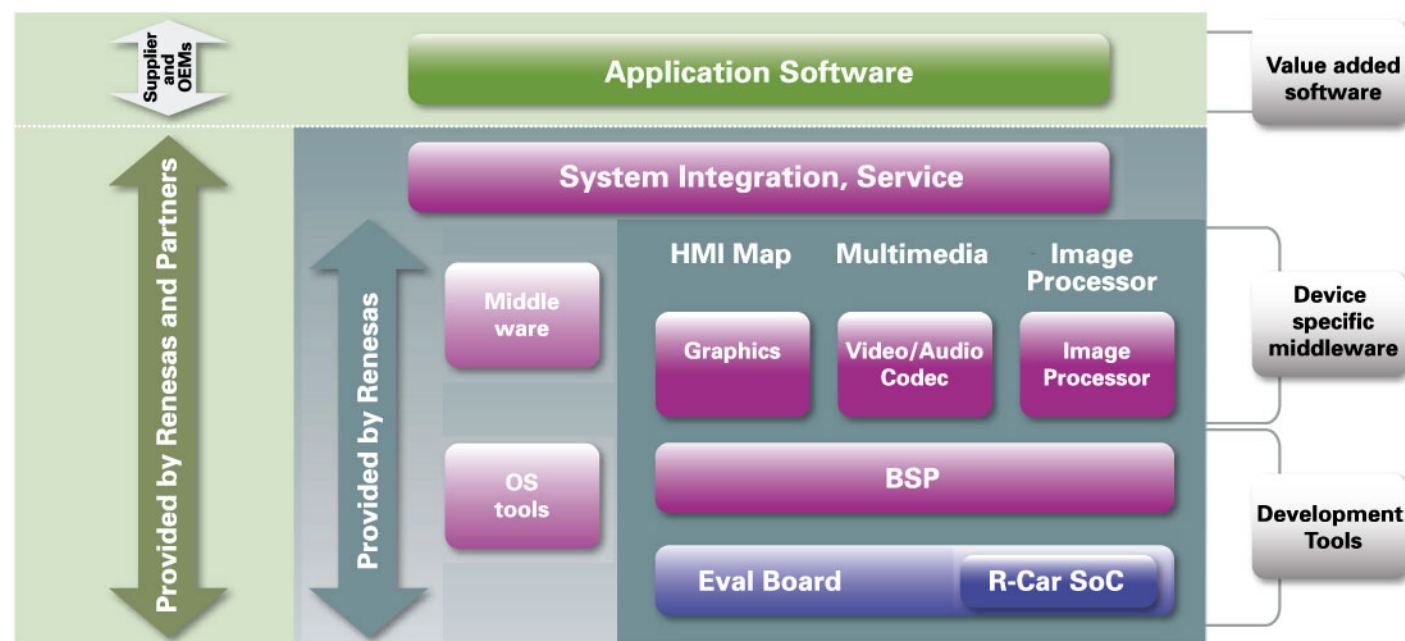 Supplier
and
OEMs
Application Software
Value added
software
Provided by Renesas and Partners
System Integration, Service
Provided by Renesas
Middle
ware
HMI Map
Multimedia
Image
Processor
Graphics
Video/Audio
Codec
Image
Processor
Device
specific
middleware
OS
tools
BSP
Eval Board
R-Car SoC
Development
Tools